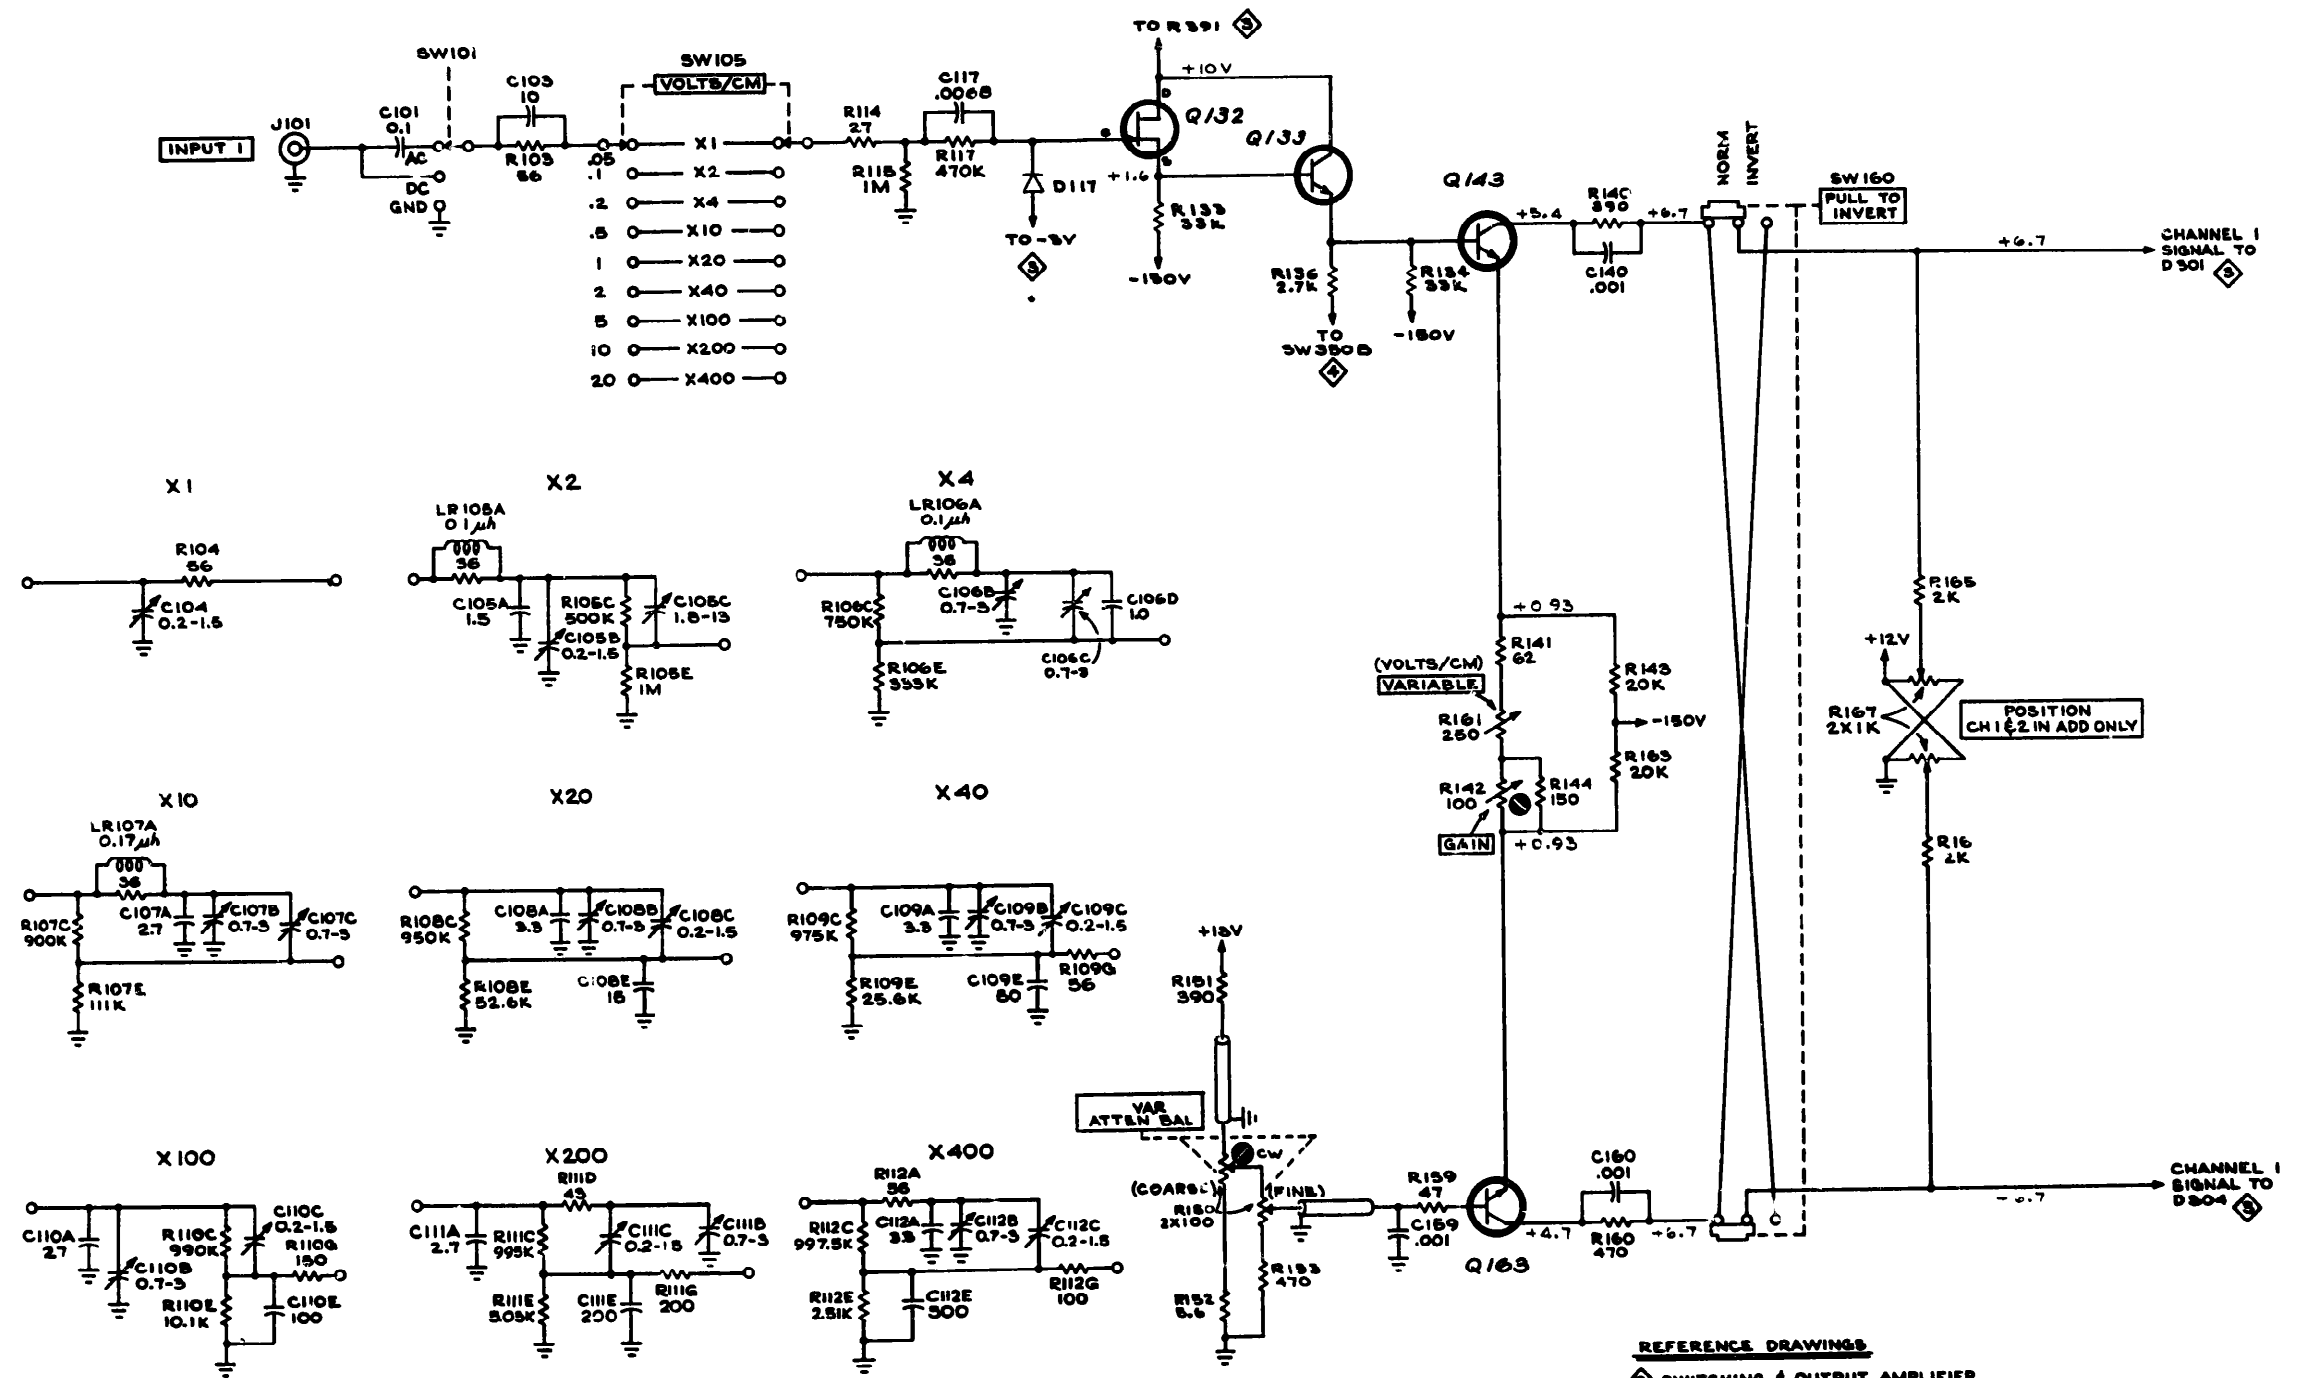 TO R391 3
SW101
SW105
VOLTS/CM
C103
10
C117
.0068
+10V
D
Q132
Q133
C101
0.1
J101
INPUT 1
AC
DC
GND
R103
56
R114
27
R115
1M
R117
470K
G
S
+1.6
D117
TO -3V
3
R133
33K
-150V
.05 X1
.1 X2
.2 X4
.5 X10
1 X20
2 X40
5 X100
10 X200
20 X400
R136
2.7K
TO
SW350B
4
R134
33K
-150V
Q143
+5.4
R140
390
+6.7
C140
.001
NORM
INVERT
SW160
PULL TO
INVERT
+6.7
CHANNEL 1
SIGNAL TO
D301 3
X1
R104
56
C104
0.2-1.5
X2
LR105A
0.1µh
36
C105A
1.5
C105B
0.2-1.5
R105C
500K
C105C
1.8-13
R105E
1M
X4
LR106A
0.1µh
36
R106C
750K
C106B
0.7-3
C106D
1.0
C106C
0.7-3
R106E
333K
+0.93
R141
62
(VOLTS/CM)
VARIABLE
R161
250
R143
20K
-150V
R163
20K
R142
100
R144
150
GAIN
+0.93
R165
2K
+12V
R167
2X1K
POSITION
CH 1 & 2 IN ADD ONLY
R16
2K
X10
LR107A
0.17µh
36
R107C
900K
C107A
2.7
C107B
0.7-3
C107C
0.7-3
R107E
111K
X20
R108C
950K
C108A
3.3
C108B
0.7-3
C108C
0.2-1.5
R108E
52.6K
C108E
15
X40
R109C
975K
C109A
3.3
C109B
0.7-3
C109C
0.2-1.5
R109E
25.6K
C109E
50
R109G
56
R151
390
VAR
ATTEN BAL
CW
(COARSE)
(FINE)
R150
2X100
R152
5.6
R153
470
R159
47
C159
.001
Q163
+4.7
C160
.001
R160
470
+6.7
CHANNEL 1
SIGNAL TO
D304 3
X100
C110A
27
C110B
0.7-3
R110C
990K
C110C
0.2-1.5
R110G
150
R110E
10.1K
C110E
100
X200
R111D
43
C111A
2.7
R111C
995K
C111C
0.2-1.5
C111B
0.7-3
R111E
5.03K
C111E
200
R111G
200
X400
R112A
56
R112C
997.5K
C112A
3.3
C112B
0.7-3
C112C
0.2-1.5
R112E
2.51K
C112E
500
R112G
100
REFERENCE DRAWINGS
SWITCHING & OUTPUT AMPLIFIER